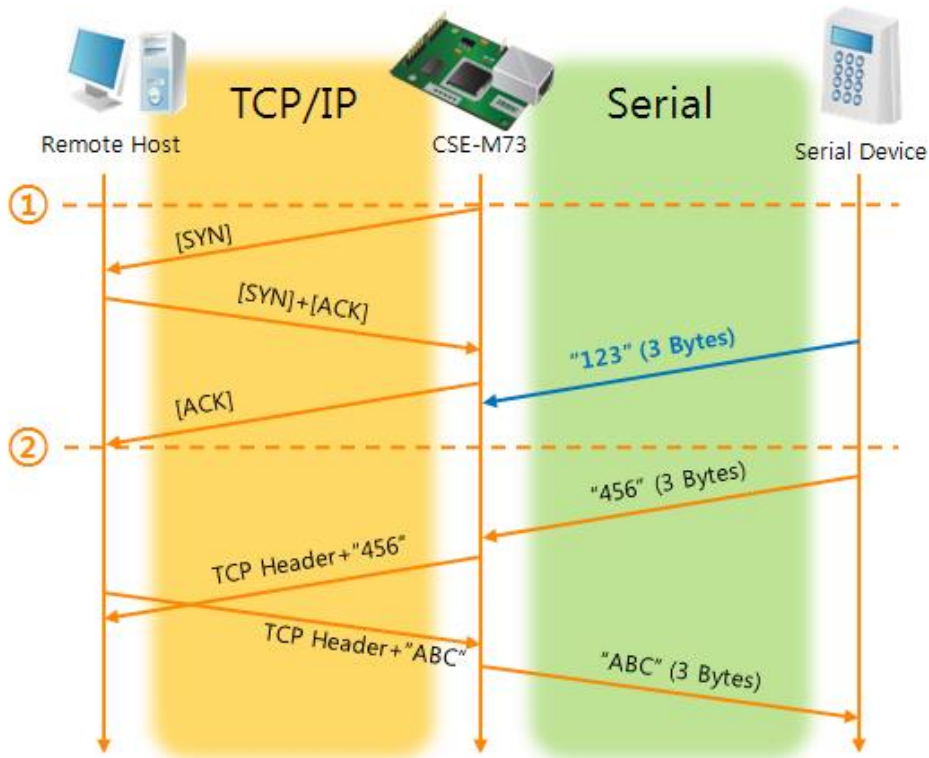 TCP/IP
Serial
Remote Host
CSE-M73
Serial Device
①
[SYN]
[SYN]+[ACK]
“123” (3 Bytes)
[ACK]
②
“456” (3 Bytes)
TCP Header+“456”
TCP Header+“ABC”
“ABC” (3 Bytes)